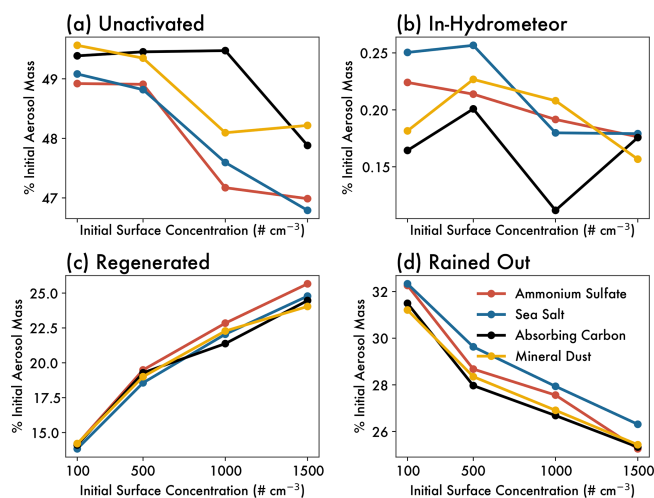 (a) Unactivated
% Initial Aerosol Mass
49
48
47
Initial Surface Concentration (# cm⁻³)
(b) In-Hydrometeor
% Initial Aerosol Mass
0.25
0.20
0.15
Initial Surface Concentration (# cm⁻³)
(c) Regenerated
% Initial Aerosol Mass
25.0
22.5
20.0
17.5
15.0
100 500 1000 1500
Initial Surface Concentration (# cm⁻³)
(d) Rained Out
% Initial Aerosol Mass
32
30
28
26
Ammonium Sulfate
Sea Salt
Absorbing Carbon
Mineral Dust
100 500 1000 1500
Initial Surface Concentration (# cm⁻³)